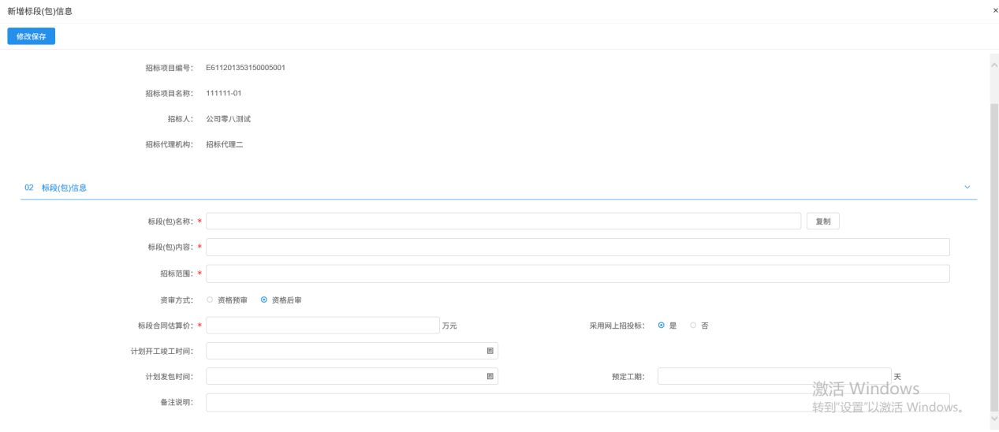 新增标段(包)信息 ×
修改保存
招标项目编号： E611201353150005001
招标项目名称： 111111-01
招标人： 公司零八测试
招标代理机构： 招标代理二
02 标段(包)信息
标段(包)名称：* 复制
标段(包)内容：*
招标范围：*
资审方式： 资格预审 资格后审
标段合同估算价：* 万元 采用网上招投标： 是 否
计划开工竣工时间：
计划发包时间： 预定工期： 天
激活 Windows
备注说明：
转到“设置”以激活 Windows。